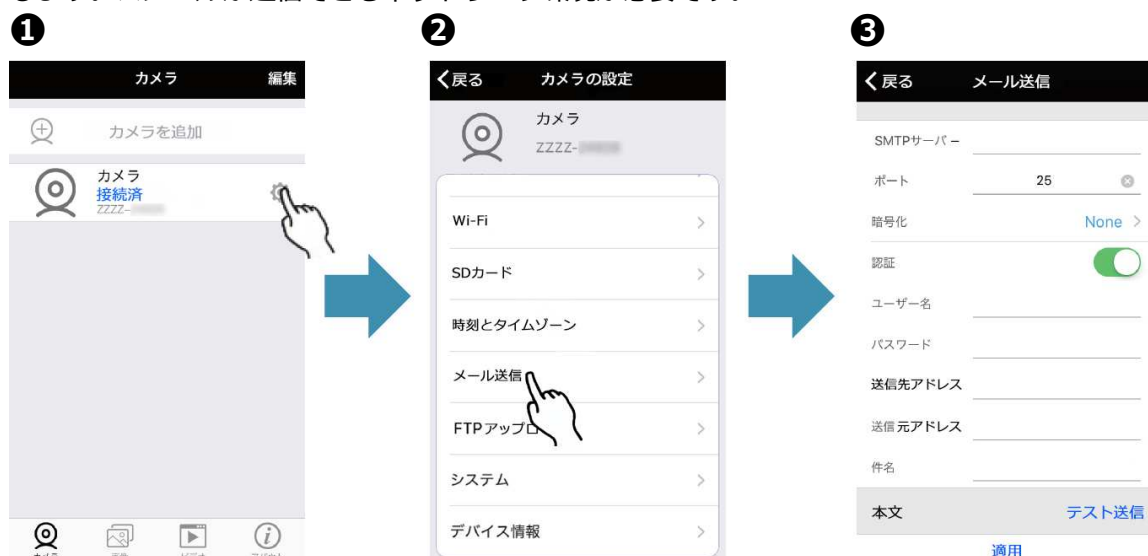 ❶
カメラ 編集
カメラを追加
カメラ
接続済
ZZZZ-
❷
戻る カメラの設定
カメラ
ZZZZ-
Wi-Fi
SDカード
時刻とタイムゾーン
メール送信
FTPアップロ
システム
デバイス情報
❸
戻る メール送信
SMTPサーバー
ポート 25
暗号化 None
認証
ユーザー名
パスワード
送信先アドレス
送信元アドレス
件名
本文 テスト送信
適用